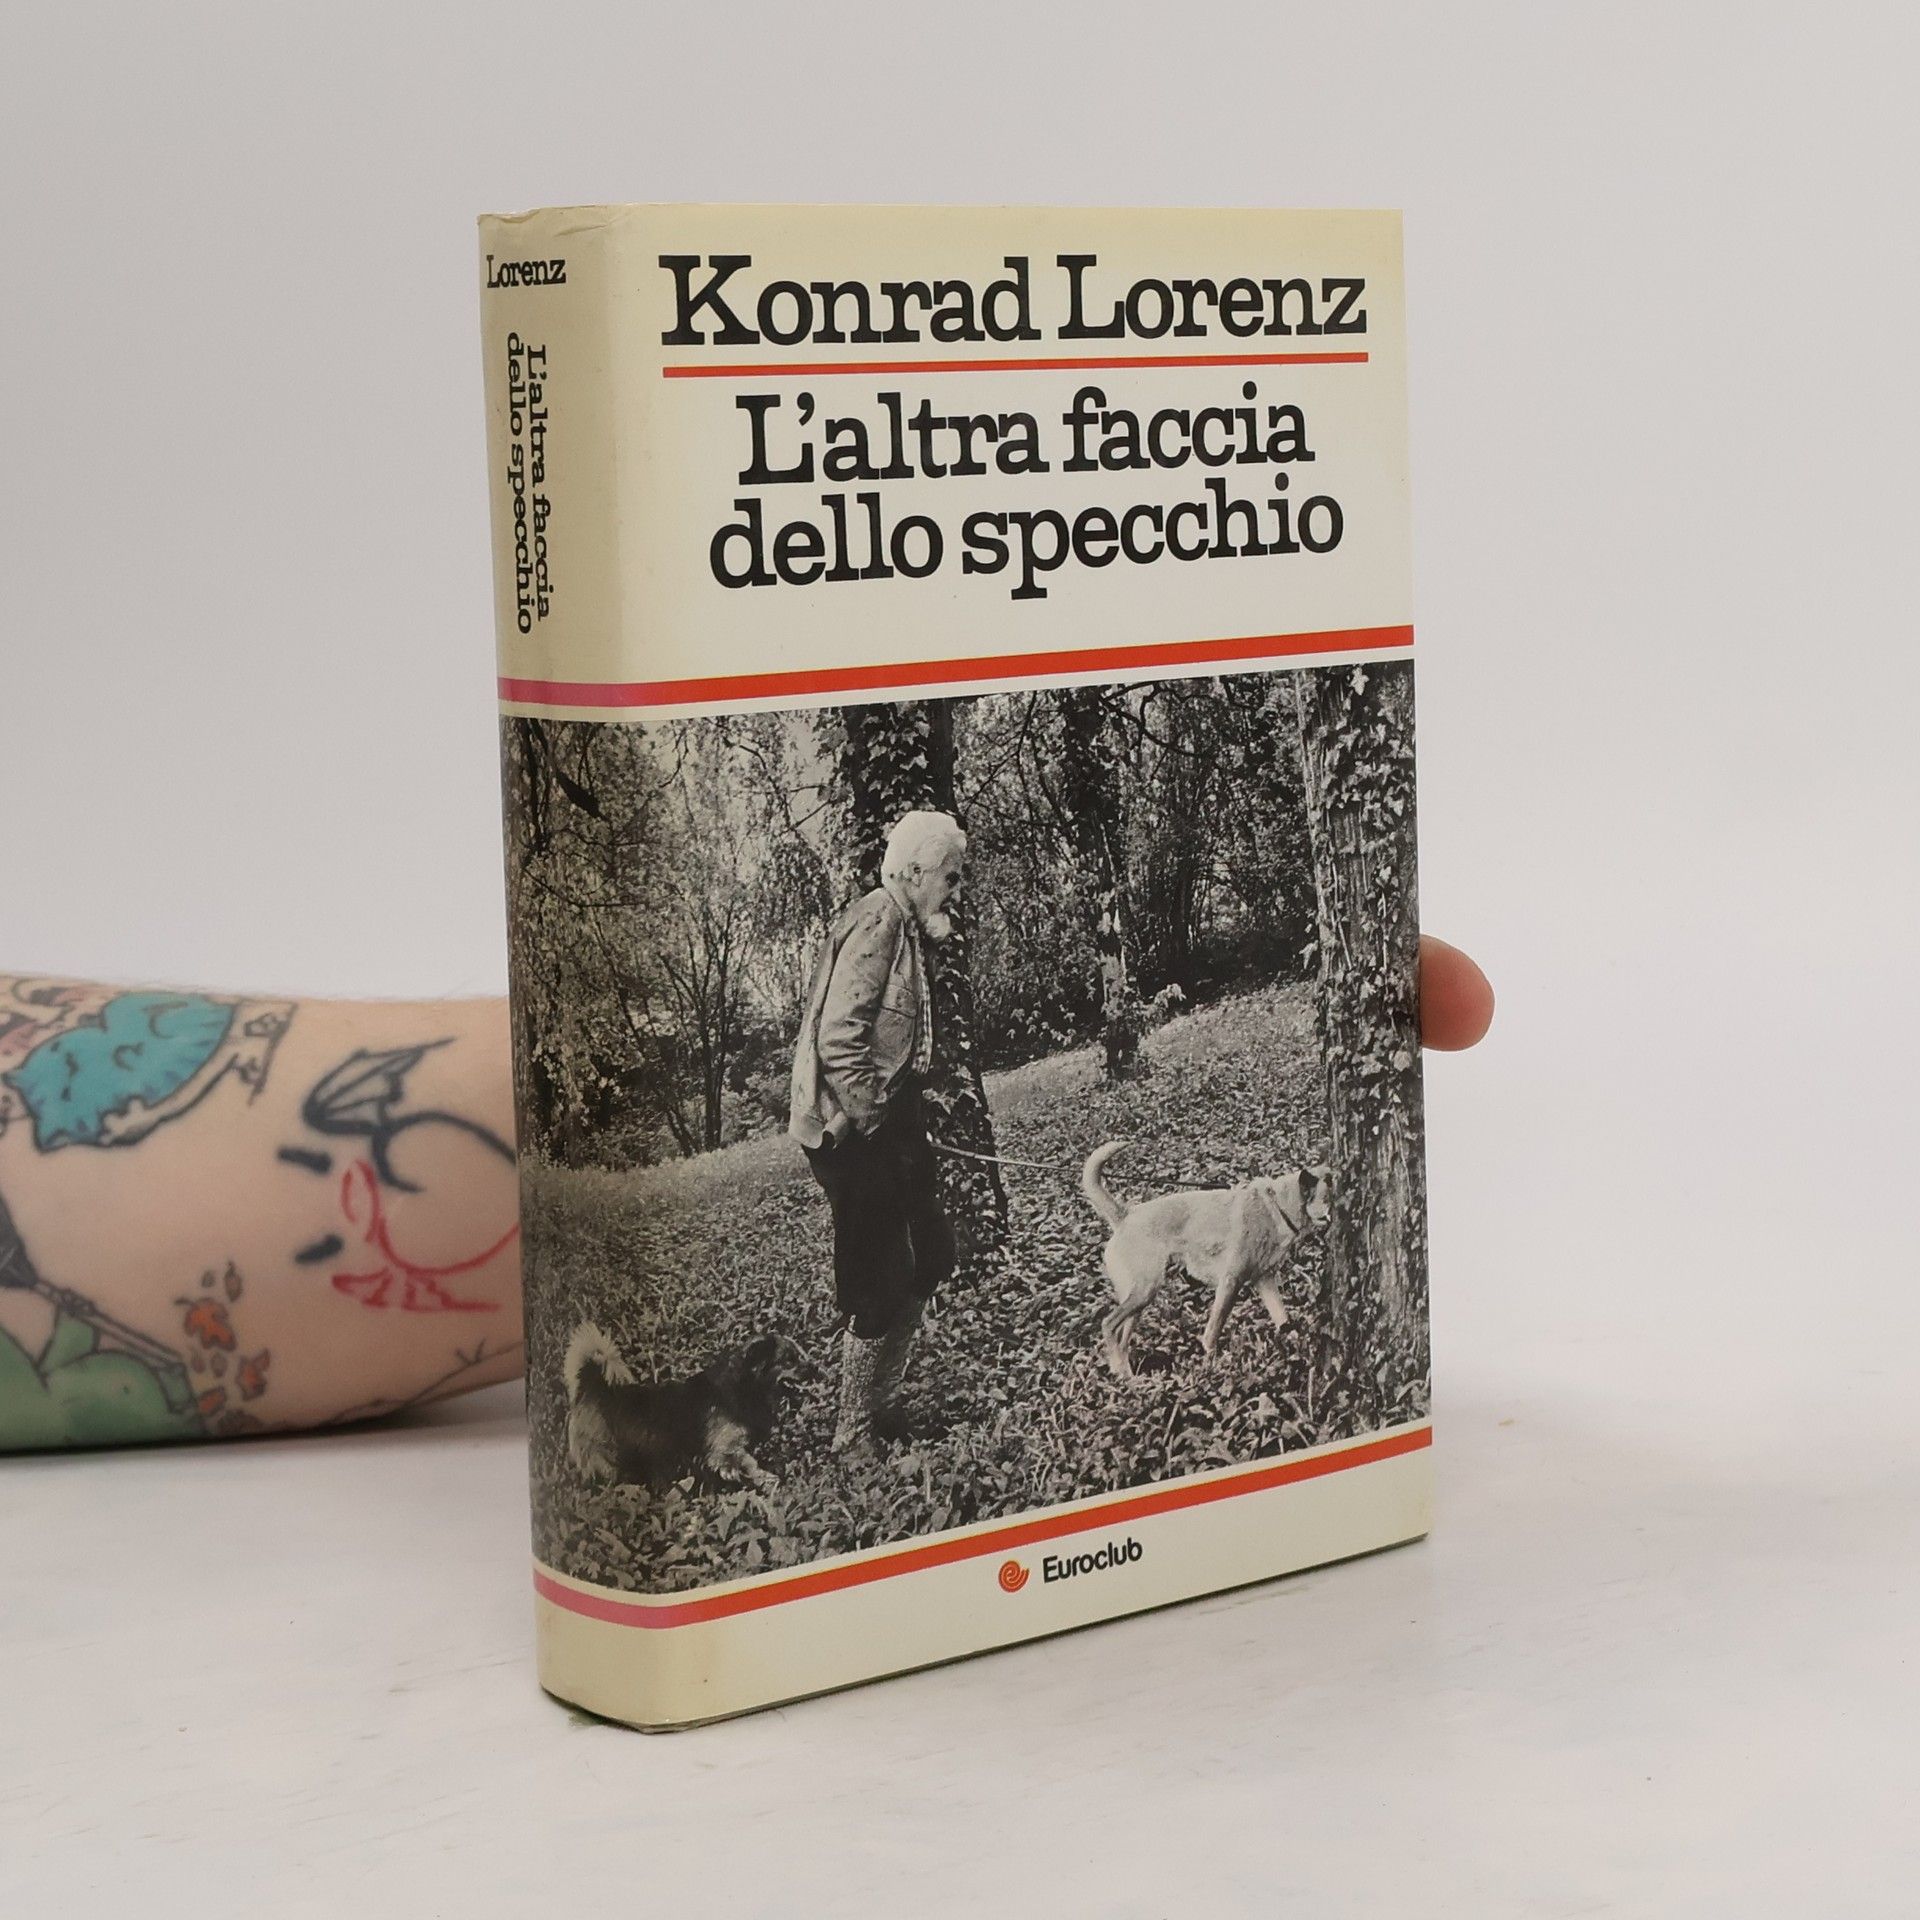 Lorenz
L'altra faccia
dello specchio
Konrad Lorenz
L'altra faccia
dello specchio
Euroclub